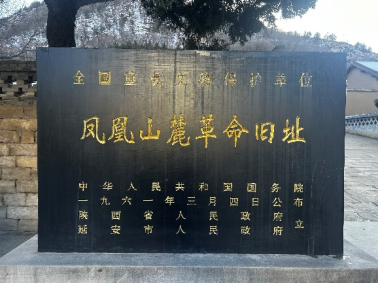 全国重点文物保护单位
凤凰山麓革命旧址
中华人民共和国国务院
一九六一年三月四日公布
陕西省人民政府
延安市人民政府立